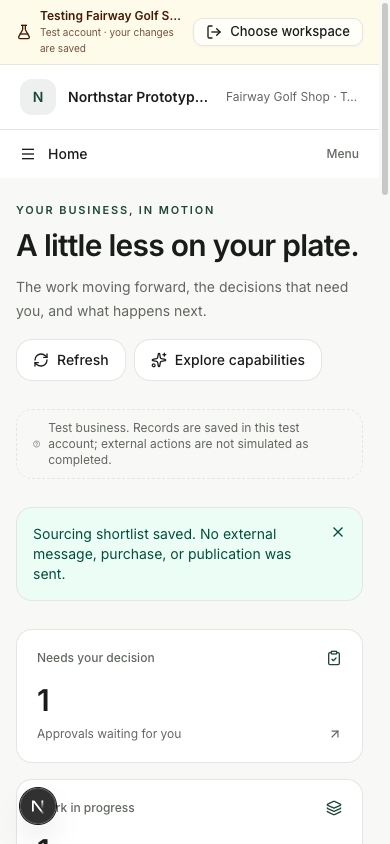 Testing Fairway Golf S...
Test account · your changes
are saved
Choose workspace
N
Northstar Prototyp...
Fairway Golf Shop · T...
Home
Menu
YOUR BUSINESS, IN MOTION
A little less on your plate.
The work moving forward, the decisions that need
you, and what happens next.
Refresh
Explore capabilities
Test business. Records are saved in this test
account; external actions are not simulated as
completed.
Sourcing shortlist saved. No external
message, purchase, or publication was
sent.
Needs your decision
1
Approvals waiting for you
N
rk in progress